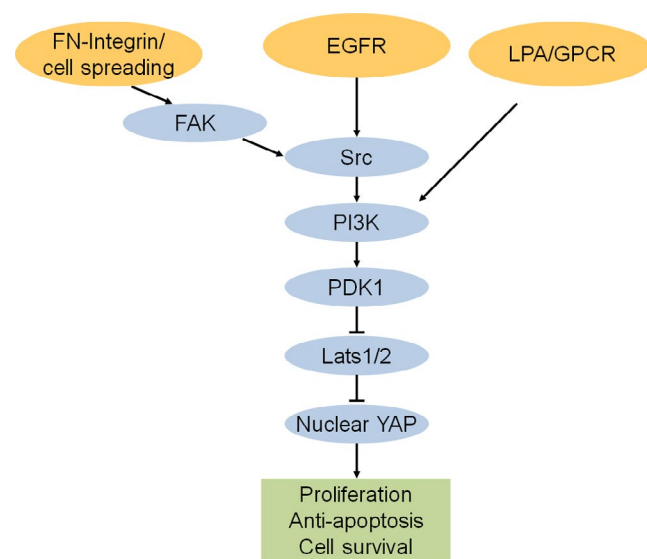 FN-Integrin/
cell spreading
EGFR
LPA/GPCR
FAK
Src
PI3K
PDK1
Lats1/2
Nuclear YAP
Proliferation
Anti-apoptosis
Cell survival